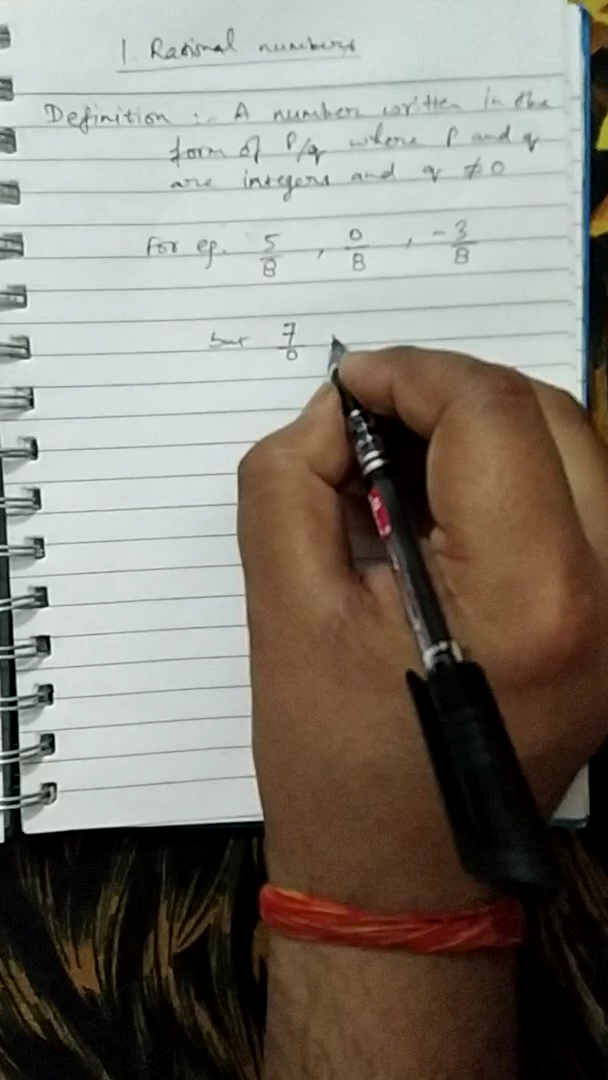 1. Rational numbers
Definition :- A number written in the
form of P/q where P and q
are integers and q ≠ 0
For eg. 5/8 , 0/8 , -3/8
but 7/0